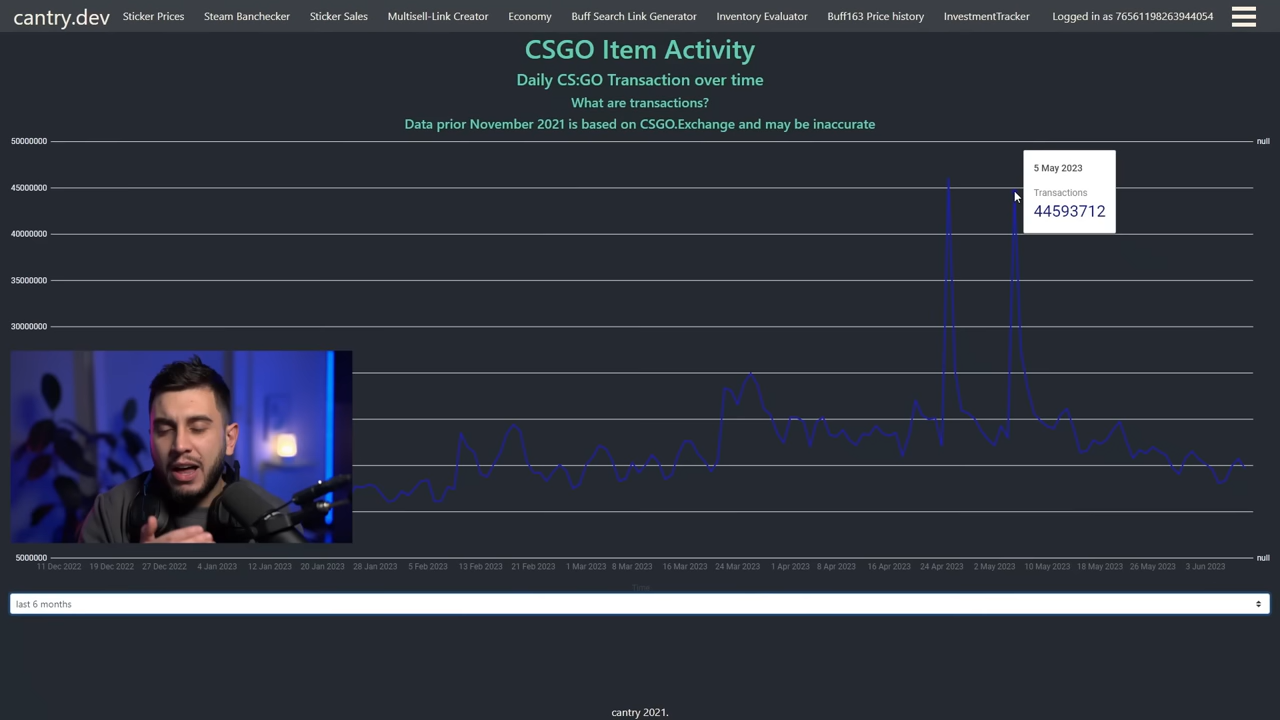 cantry.dev Sticker Prices Steam Banchecker Sticker Sales Multisell-Link Creator Economy Buff Search Link Generator Inventory Evaluator Buff163 Price history InvestmentTracker Logged in as 76561198263944054
CSGO Item Activity
Daily CS:GO Transaction over time
What are transactions?
Data prior November 2021 is based on CSGO.Exchange and may be inaccurate
50000000 null
5 May 2023
Transactions
44593712
45000000
40000000
35000000
30000000
5000000 null
11 Dec 2022 19 Dec 2022 27 Dec 2022 4 Jan 2023 12 Jan 2023 20 Jan 2023 28 Jan 2023 5 Feb 2023 13 Feb 2023 21 Feb 2023 1 Mar 2023 8 Mar 2023 16 Mar 2023 24 Mar 2023 1 Apr 2023 8 Apr 2023 16 Apr 2023 24 Apr 2023 2 May 2023 10 May 2023 18 May 2023 26 May 2023 3 Jun 2023
Time
last 6 months
cantry 2021.